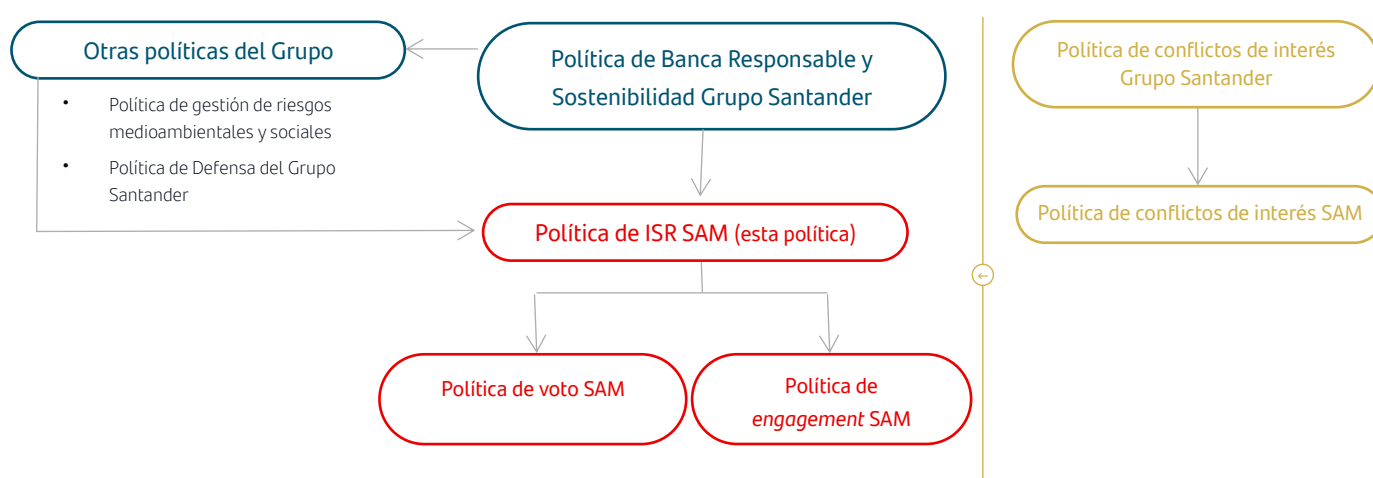 Otras políticas del Grupo
• Política de gestión de riesgos
medioambientales y sociales
• Política de Defensa del Grupo
Santander
Política de Banca Responsable y
Sostenibilidad Grupo Santander
Política de ISR SAM (esta política)
Política de voto SAM
Política de
engagement SAM
←
Política de conflictos de interés
Grupo Santander
Política de conflictos de interés SAM